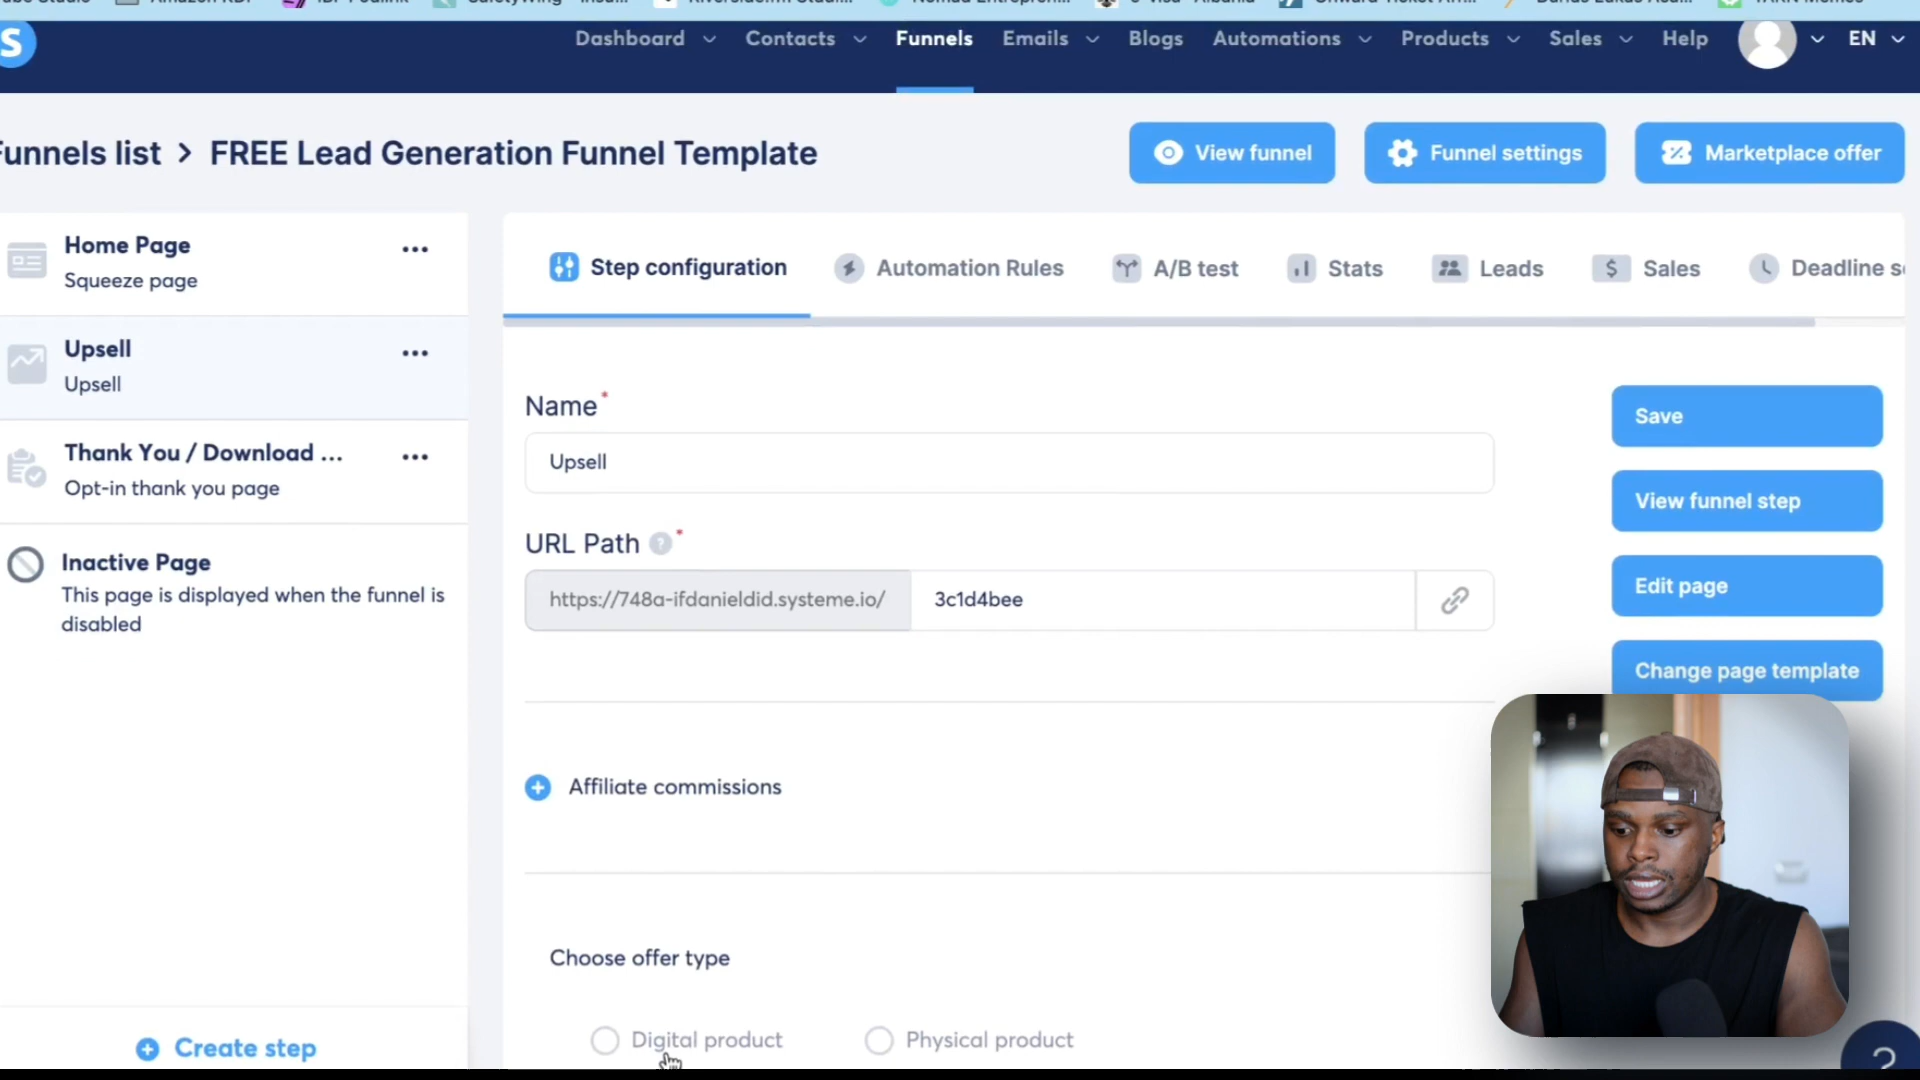 Dashboard Contacts Funnels Emails Blogs Automations Products Sales Help EN
Funnels list > FREE Lead Generation Funnel Template
View funnel
Funnel settings
Marketplace offer
Home Page
Squeeze page
Upsell
Upsell
Thank You / Download ...
Opt-in thank you page
Inactive Page
This page is displayed when the funnel is
disabled
Create step
Step configuration
Automation Rules
A/B test
Stats
Leads
Sales
Deadline s
Name*
Upsell
URL Path ? *
https://748a-ifdanieldid.systeme.io/ 3c1d4bee
Save
View funnel step
Edit page
Change page template
Affiliate commissions
Choose offer type
Digital product
Physical product
?